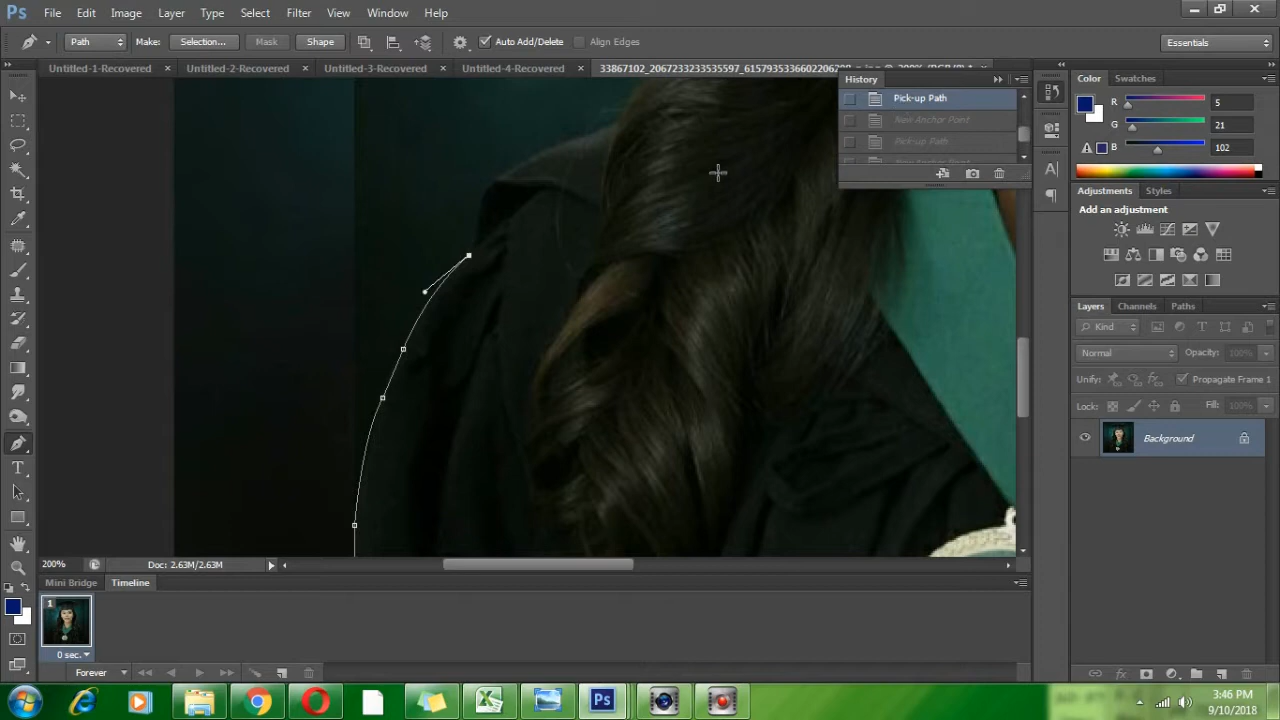 Ps File Edit Image Layer Type Select Filter View Window Help
Path Make: Selection... Mask Shape Auto Add/Delete Align Edges Essentials
Untitled-1-Recovered × Untitled-2-Recovered × Untitled-3-Recovered × Untitled-4-Recovered ×
History
Pick-up Path
New Anchor Point
Pick-up Path
Color Swatches
R 5
G 21
B 102
Adjustments Styles
Add an adjustment
Layers Channels Paths
Kind
Normal Opacity: 100%
Unify: Propagate Frame 1
Lock: Fill: 100%
Background
200% Doc: 2.63M/2.63M
Mini Bridge Timeline
1
0 sec.
Forever
Ps
3:46 PM
9/10/2018